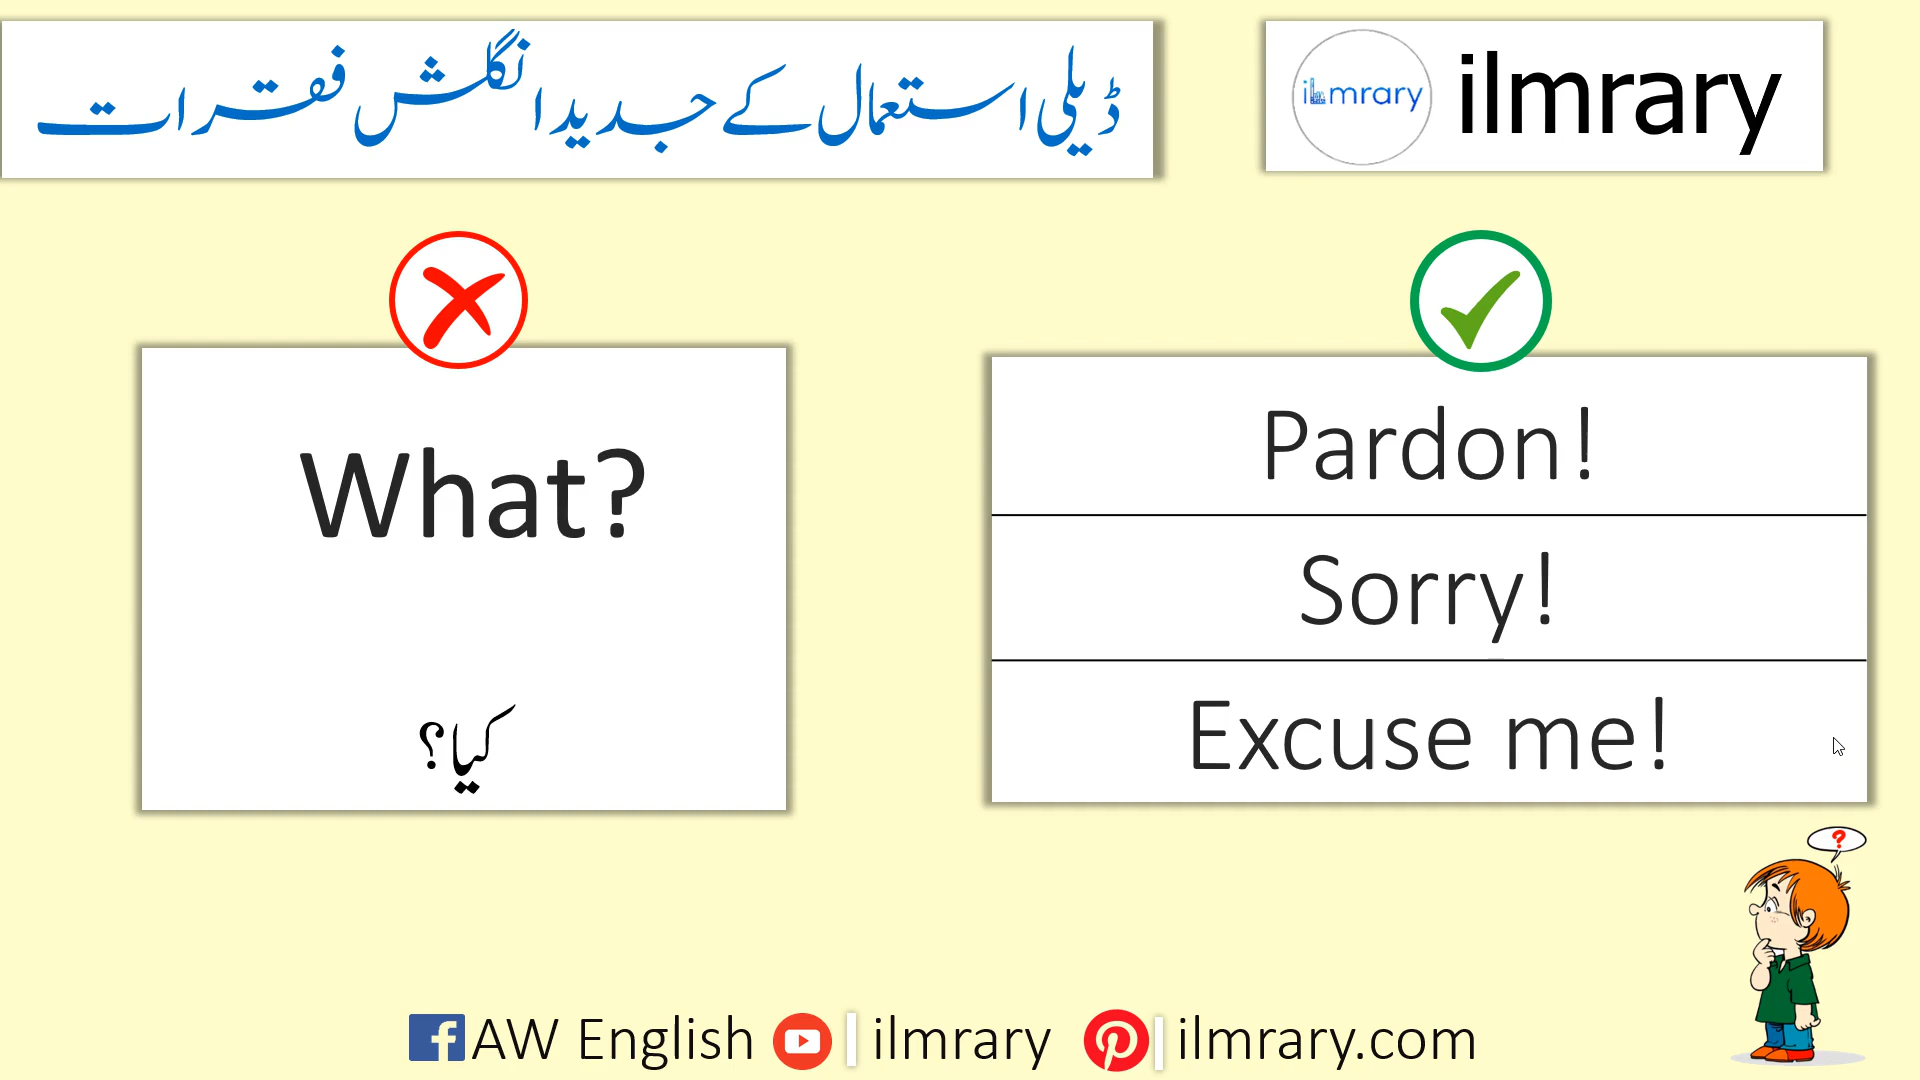 ڈیلی استعمال کے جدید انگلش فقرات
ilmrary
ilmrary
What?
کیا؟
Pardon!
Sorry!
Excuse me!
?
AW English | ilmrary | ilmrary.com